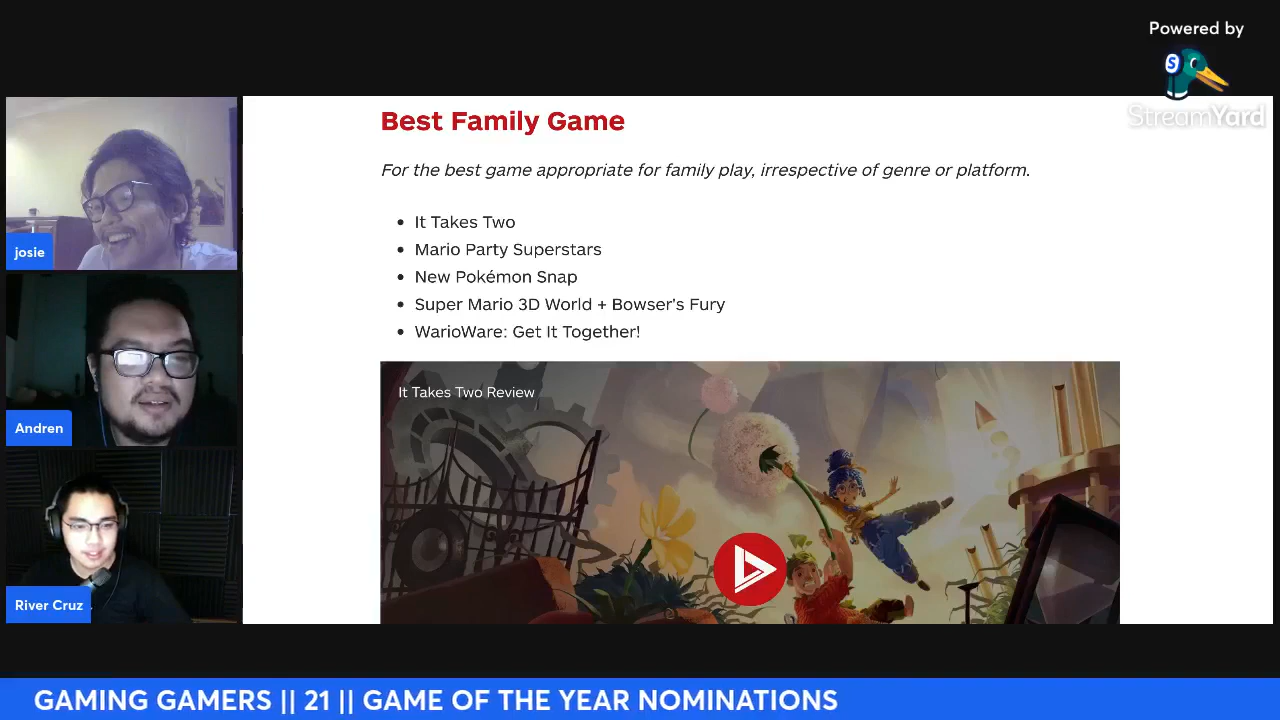 Powered by
StreamYard
Best Family Game
For the best game appropriate for family play, irrespective of genre or platform.
• It Takes Two
• Mario Party Superstars
• New Pokémon Snap
• Super Mario 3D World + Bowser's Fury
• WarioWare: Get It Together!
It Takes Two Review
josie
Andren
River Cruz
GAMING GAMERS || 21 || GAME OF THE YEAR NOMINATIONS